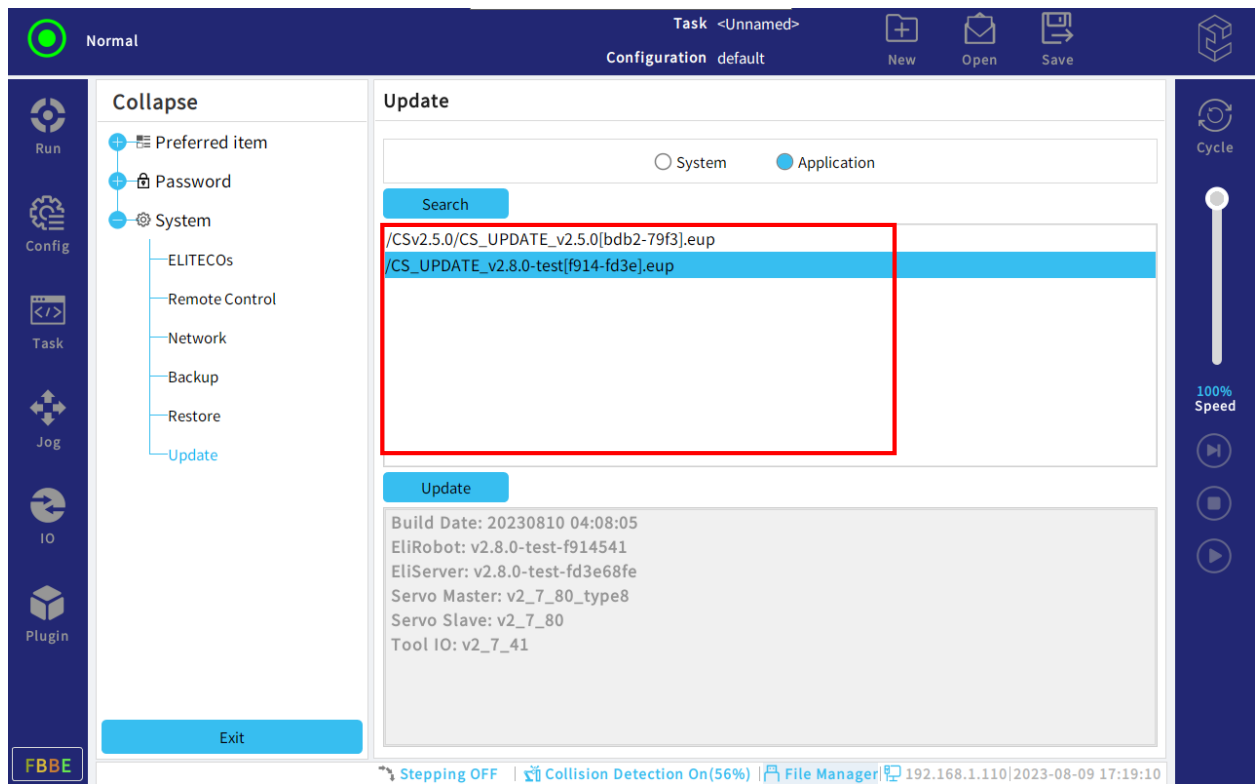 Normal
Task <Unnamed>
Configuration default
New
Open
Save
Run
Config
Task
Jog
IO
Plugin
FBBE
Collapse
Preferred item
Password
System
ELITECOs
Remote Control
Network
Backup
Restore
Update
Exit
Update
System
Application
Search
/CSv2.5.0/CS_UPDATE_v2.5.0[bdb2-79f3].eup
/CS_UPDATE_v2.8.0-test[f914-fd3e].eup
Update
Build Date: 20230810 04:08:05
EliRobot: v2.8.0-test-f914541
EliServer: v2.8.0-test-fd3e68fe
Servo Master: v2_7_80_type8
Servo Slave: v2_7_80
Tool IO: v2_7_41
Cycle
100%
Speed
Stepping OFF | Collision Detection On(56%) | File Manager | 192.168.1.110 | 2023-08-09 17:19:10